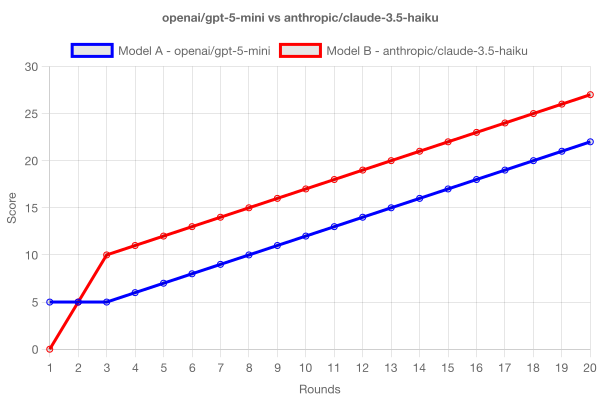 openai/gpt-5-mini vs anthropic/claude-3.5-haiku
Model A - openai/gpt-5-mini Model B - anthropic/claude-3.5-haiku
30
25
20
15
10
5
0
Score
1 2 3 4 5 6 7 8 9 10 11 12 13 14 15 16 17 18 19 20
Rounds